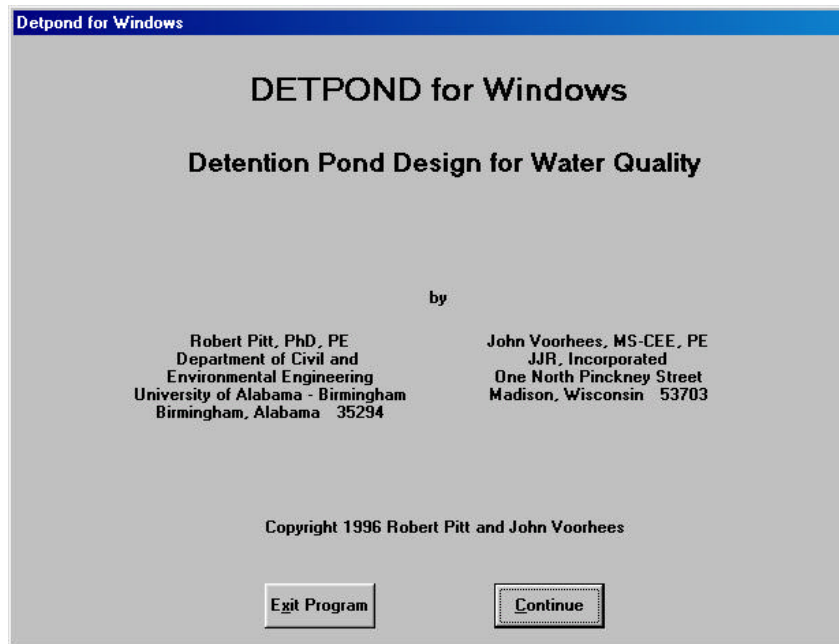 Detpond for Windows
DETPOND for Windows
Detention Pond Design for Water Quality
by
Robert Pitt, PhD, PE
Department of Civil and
Environmental Engineering
University of Alabama - Birmingham
Birmingham, Alabama 35294
John Voorhees, MS-CEE, PE
JJR, Incorporated
One North Pinckney Street
Madison, Wisconsin 53703
Copyright 1996 Robert Pitt and John Voorhees
Exit Program
Continue